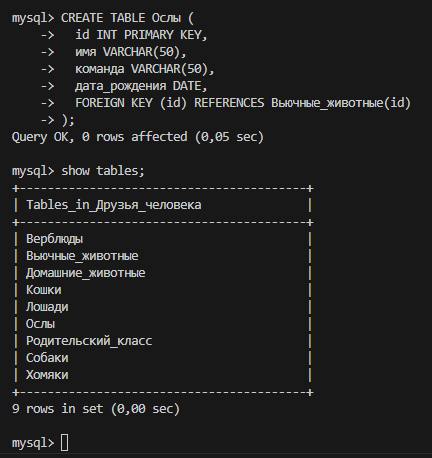 mysql> CREATE TABLE Ослы (
    ->   id INT PRIMARY KEY,
    ->   имя VARCHAR(50),
    ->   команда VARCHAR(50),
    ->   дата_рождения DATE,
    ->   FOREIGN KEY (id) REFERENCES Вьючные_животные(id)
    -> );
Query OK, 0 rows affected (0,05 sec)

mysql> show tables;
+---------------------------------------+
| Tables_in_Друзья_человека             |
+---------------------------------------+
| Верблюды                              |
| Вьючные_животные                      |
| Домашние_животные                     |
| Кошки                                 |
| Лошади                                |
| Ослы                                  |
| Родительский_класс                    |
| Собаки                                |
| Хомяки                                |
+---------------------------------------+
9 rows in set (0,00 sec)

mysql>